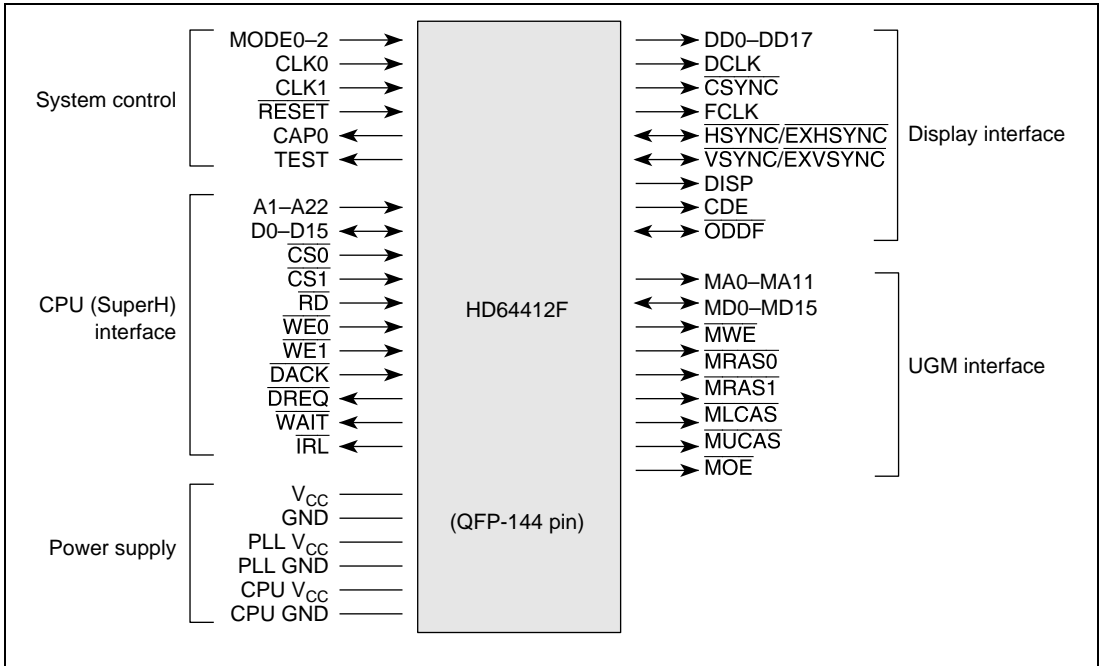 System control
MODE0–2
CLK0
CLK1
RESET
CAP0
TEST
CPU (SuperH)
interface
A1–A22
D0–D15
CS0
CS1
RD
WE0
WE1
DACK
DREQ
WAIT
IRL
Power supply
VCC
GND
PLL VCC
PLL GND
CPU VCC
CPU GND
HD64412F
(QFP-144 pin)
DD0–DD17
DCLK
CSYNC
FCLK
HSYNC/EXHSYNC
VSYNC/EXVSYNC
DISP
CDE
ODDF
Display interface
MA0–MA11
MD0–MD15
MWE
MRAS0
MRAS1
MLCAS
MUCAS
MOE
UGM interface